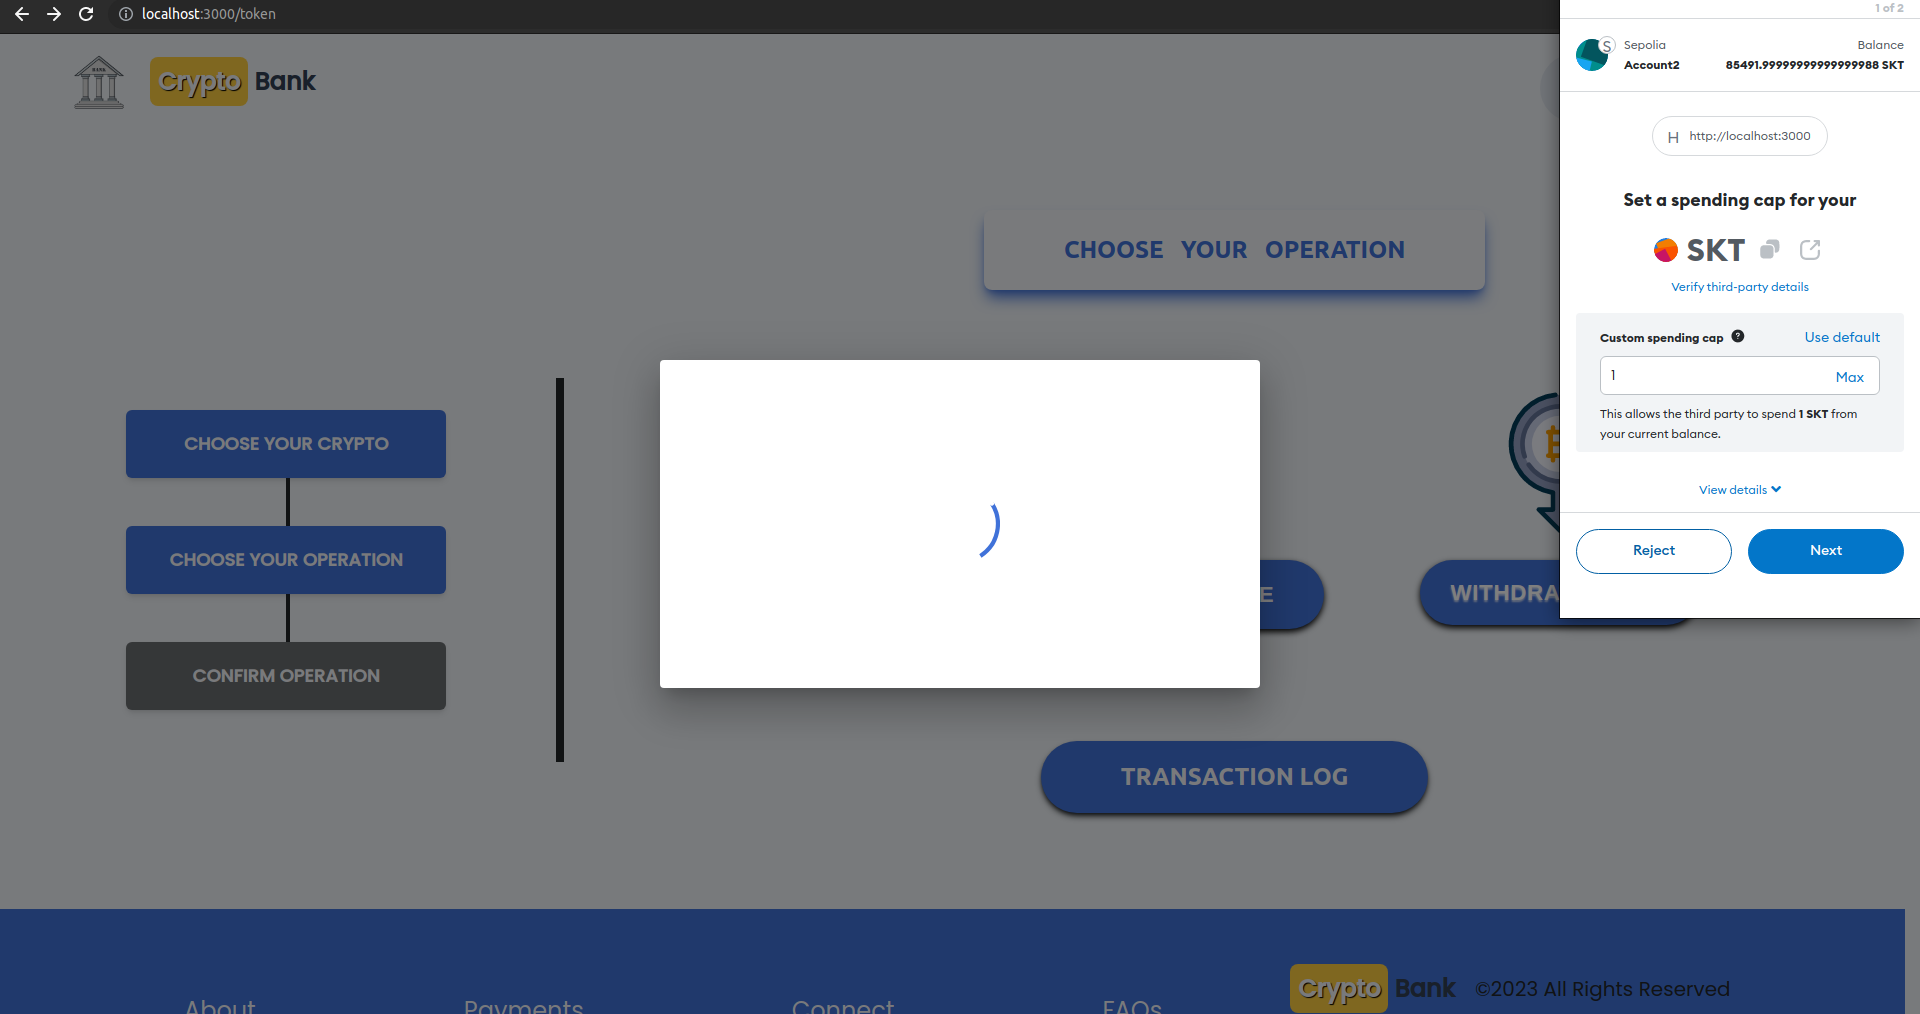 localhost:3000/token
1 of 2
Sepolia
Balance
S
Account2
85491.99999999999999988 SKT
BANK
Crypto Bank
H http://localhost:3000
Set a spending cap for your
SKT
Verify third-party details
CHOOSE YOUR OPERATION
Custom spending cap ? Use default
1 Max
This allows the third party to spend 1 SKT from
your current balance.
CHOOSE YOUR CRYPTO
View details
CHOOSE YOUR OPERATION
Reject
Next
E
WITHDRA
CONFIRM OPERATION
TRANSACTION LOG
About
Payments
Connect
FAQs
Crypto Bank ©2023 All Rights Reserved